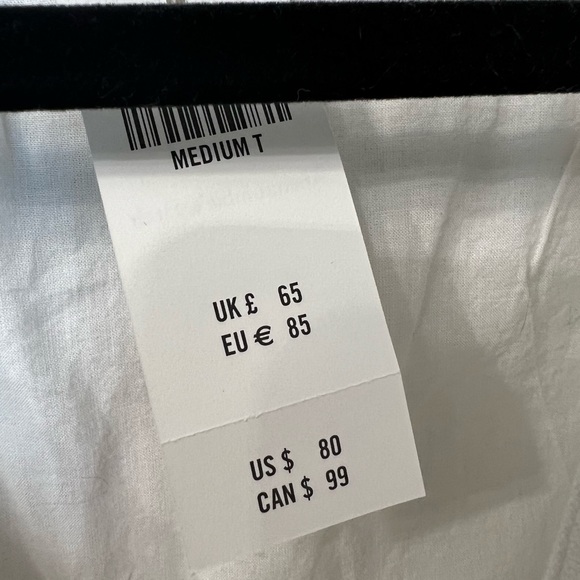 MEDIUM T
UK £ 65
EU € 85
US $ 80
CAN $ 99